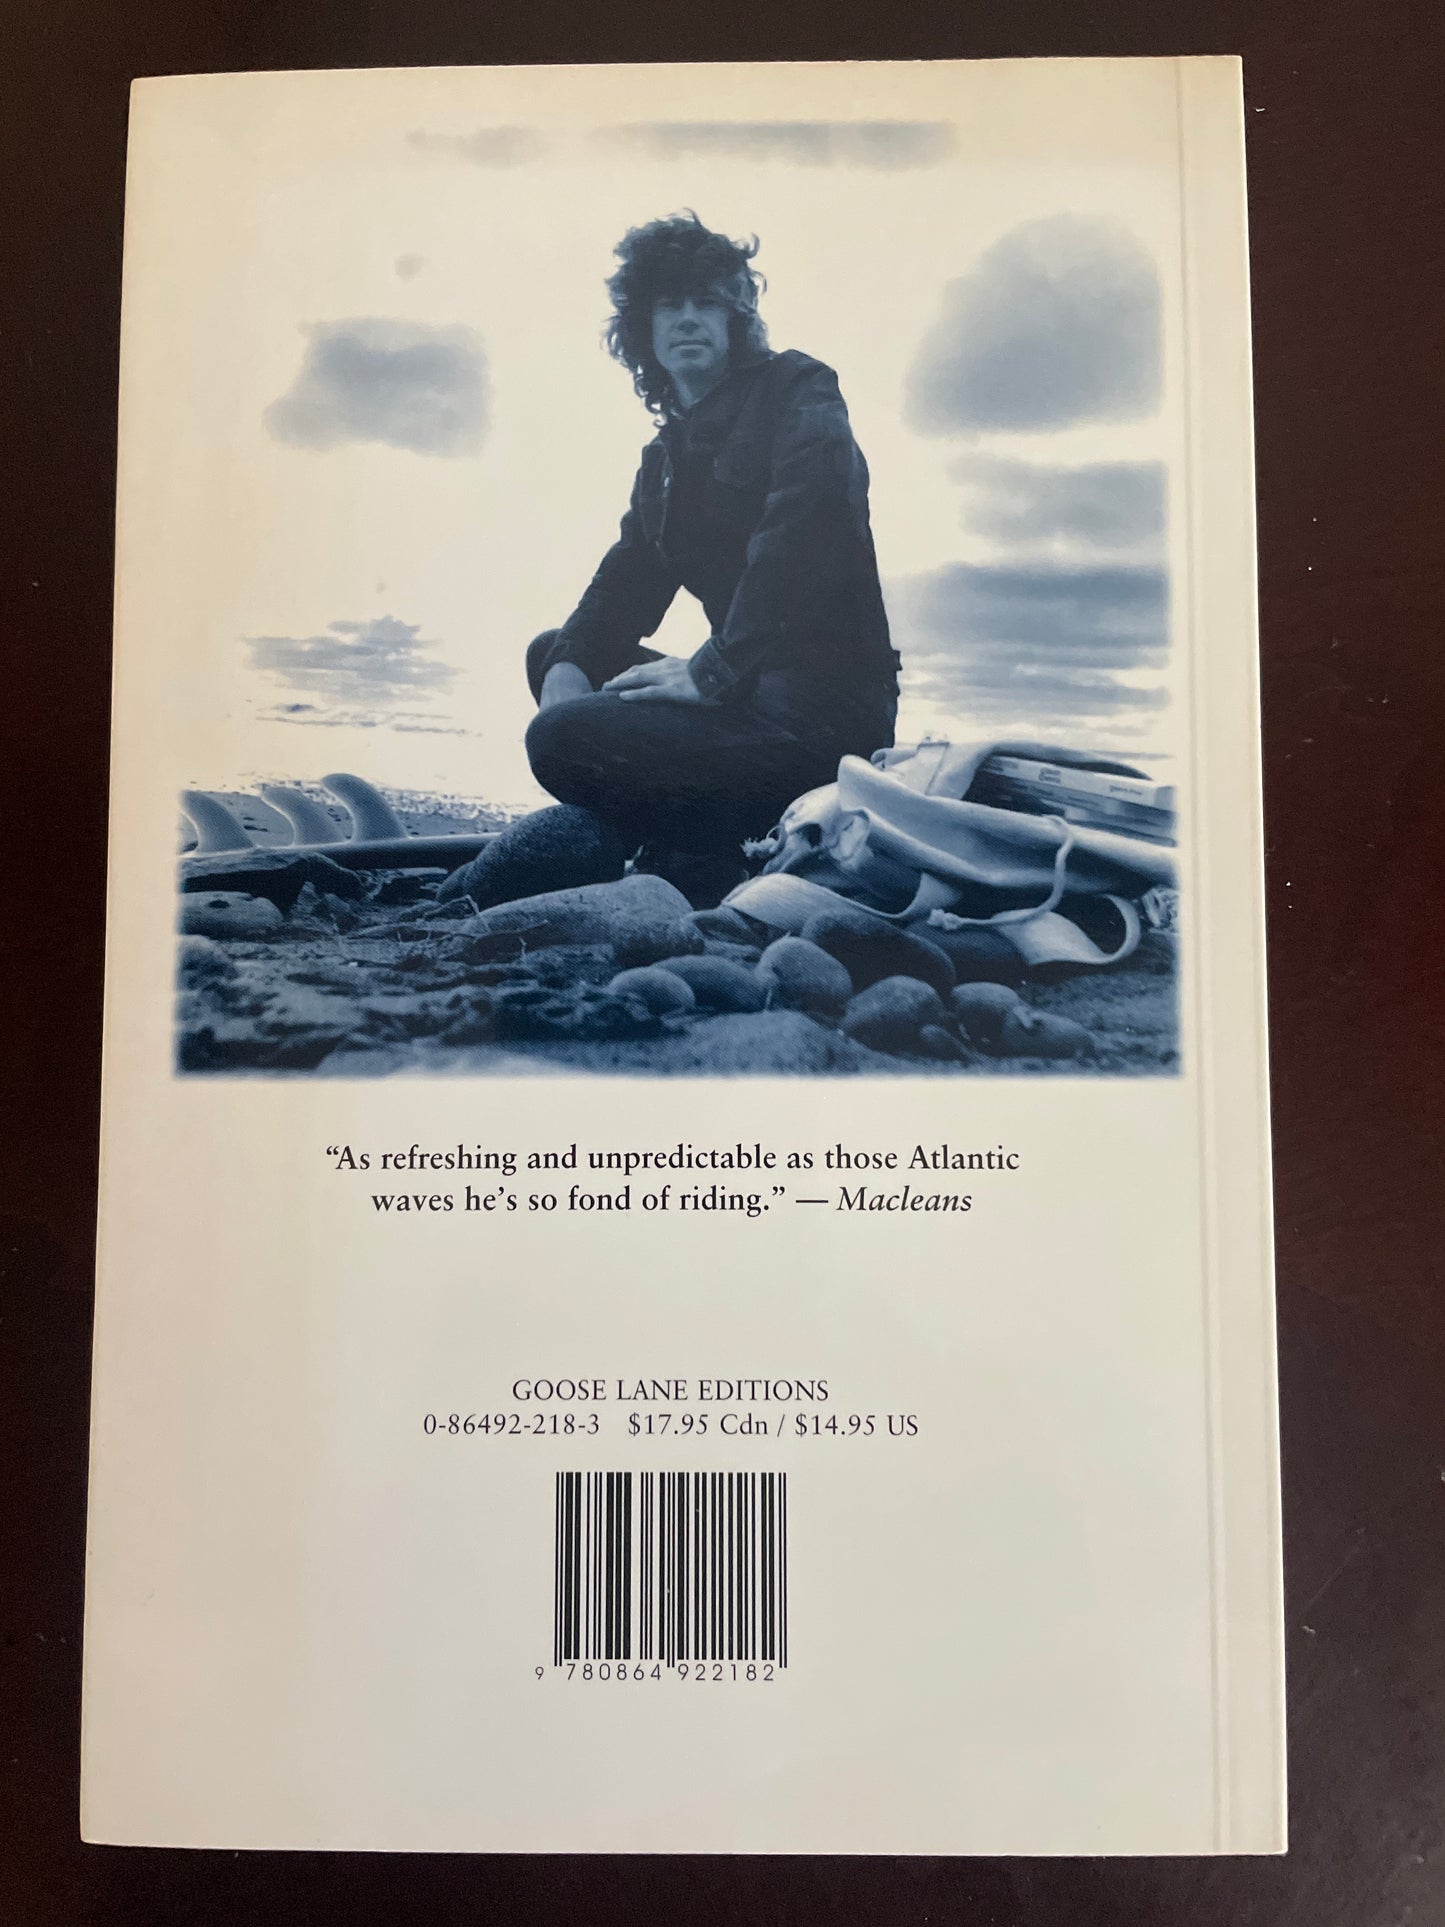 “As refreshing and unpredictable as those Atlantic
waves he’s so fond of riding.” — Macleans
GOOSE LANE EDITIONS
0-86492-218-3 $17.95 Cdn / $14.95 US
9 780864 922182